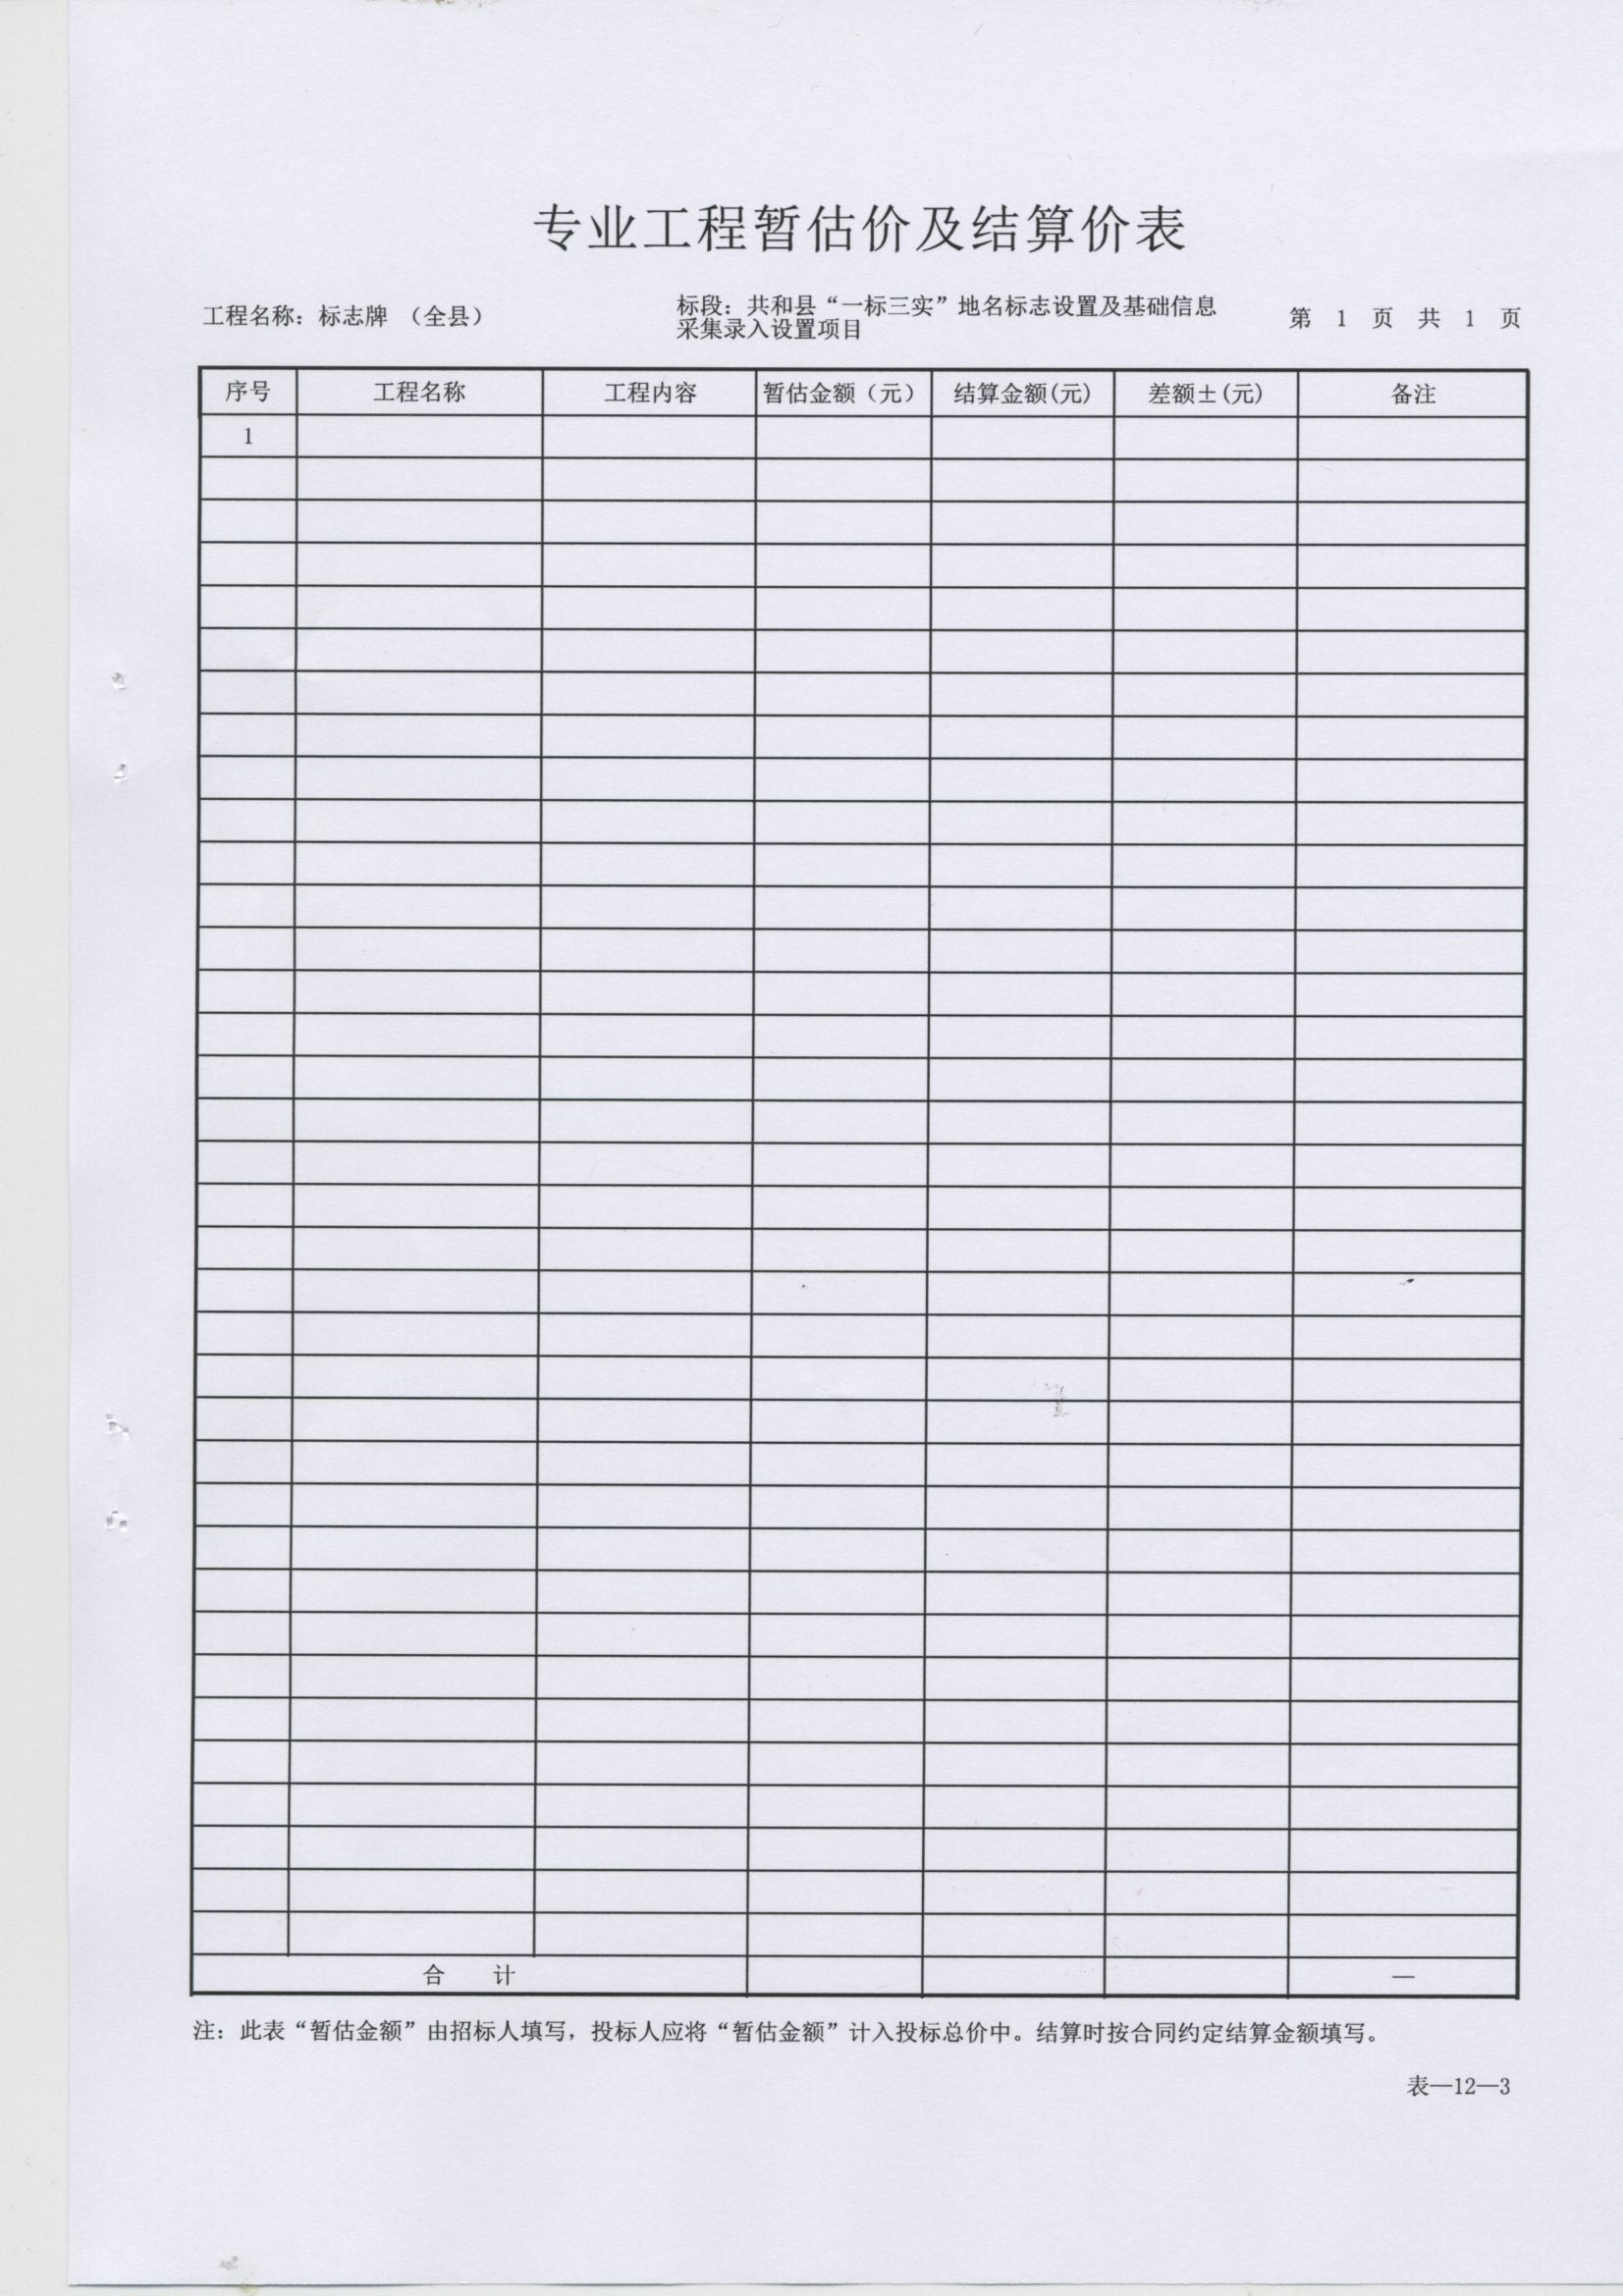 专业工程暂估价及结算价表
工程名称：标志牌 （全县）
标段：共和县“一标三实”地名标志设置及基础信息
采集录入设置项目
第 1 页 共 1 页
序号 工程名称 工程内容 暂估金额（元） 结算金额(元) 差额±(元) 备注
1
合 计 —
注：此表“暂估金额”由招标人填写，投标人应将“暂估金额”计入投标总价中。结算时按合同约定结算金额填写。
表—12—3